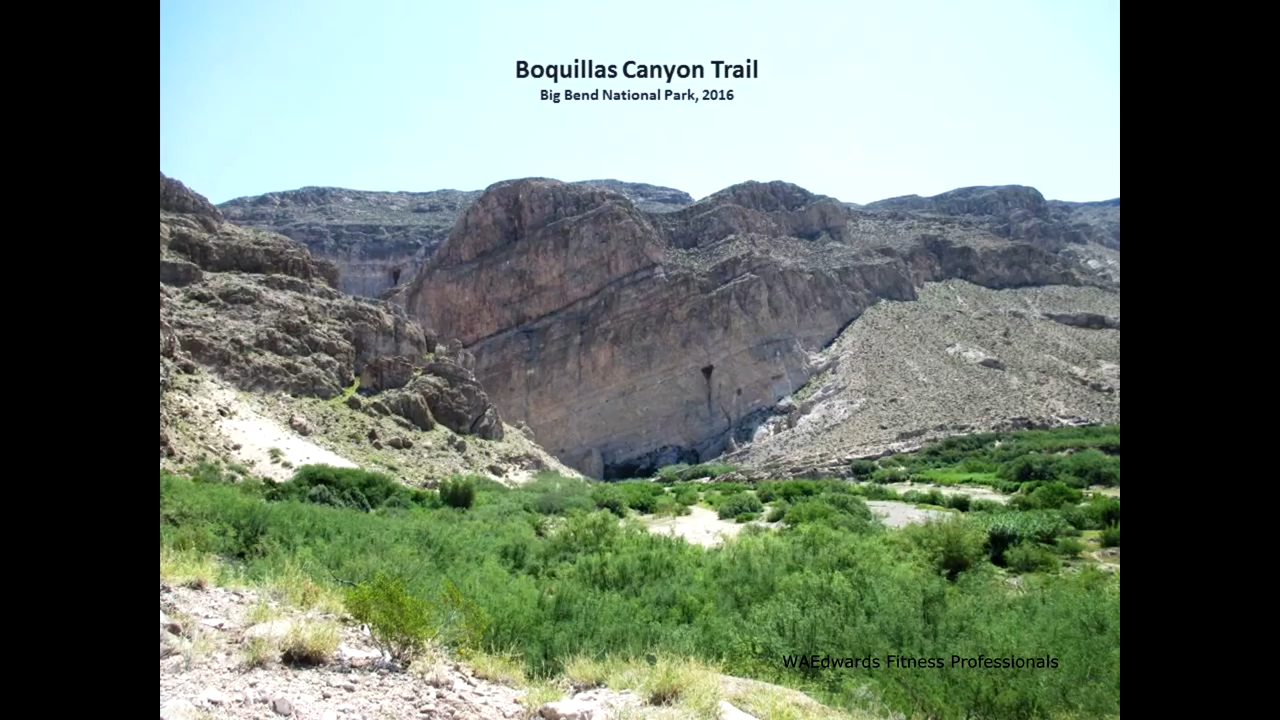 Boquillas Canyon Trail
Big Bend National Park, 2016
WAEdwards Fitness Professionals